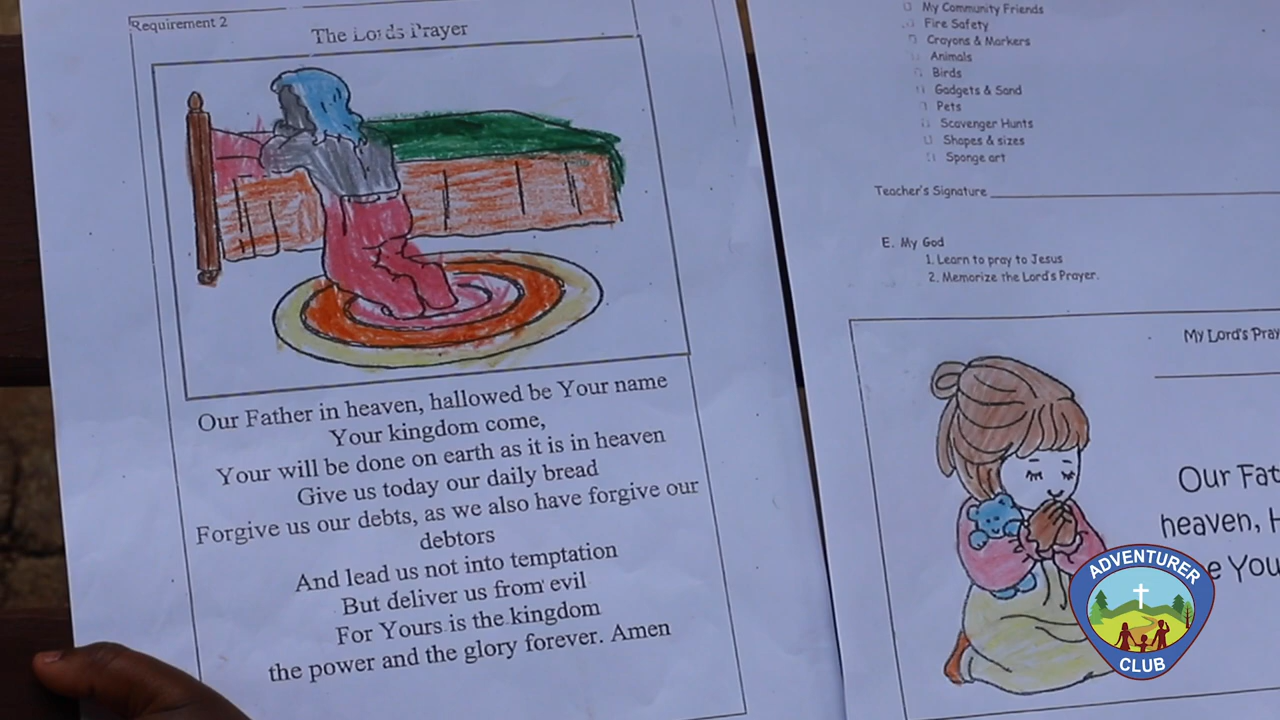 Requirement 2
The Lords Prayer
Our Father in heaven, hallowed be Your name
Your kingdom come,
Your will be done on earth as it is in heaven
Give us today our daily bread
Forgive us our debts, as we also have forgive our
debtors
And lead us not into temptation
But deliver us from evil
For Yours is the kingdom
the power and the glory forever. Amen
My Community Friends
Fire Safety
Crayons & Markers
Animals
Birds
Gadgets & Sand
Pets
Scavenger Hunts
Shapes & sizes
Sponge art
Teacher's Signature
E. My God
1. Learn to pray to Jesus
2. Memorize the Lord's Prayer.
My Lord's Pray
Our Fat
heaven, H
e You
ADVENTURER
CLUB